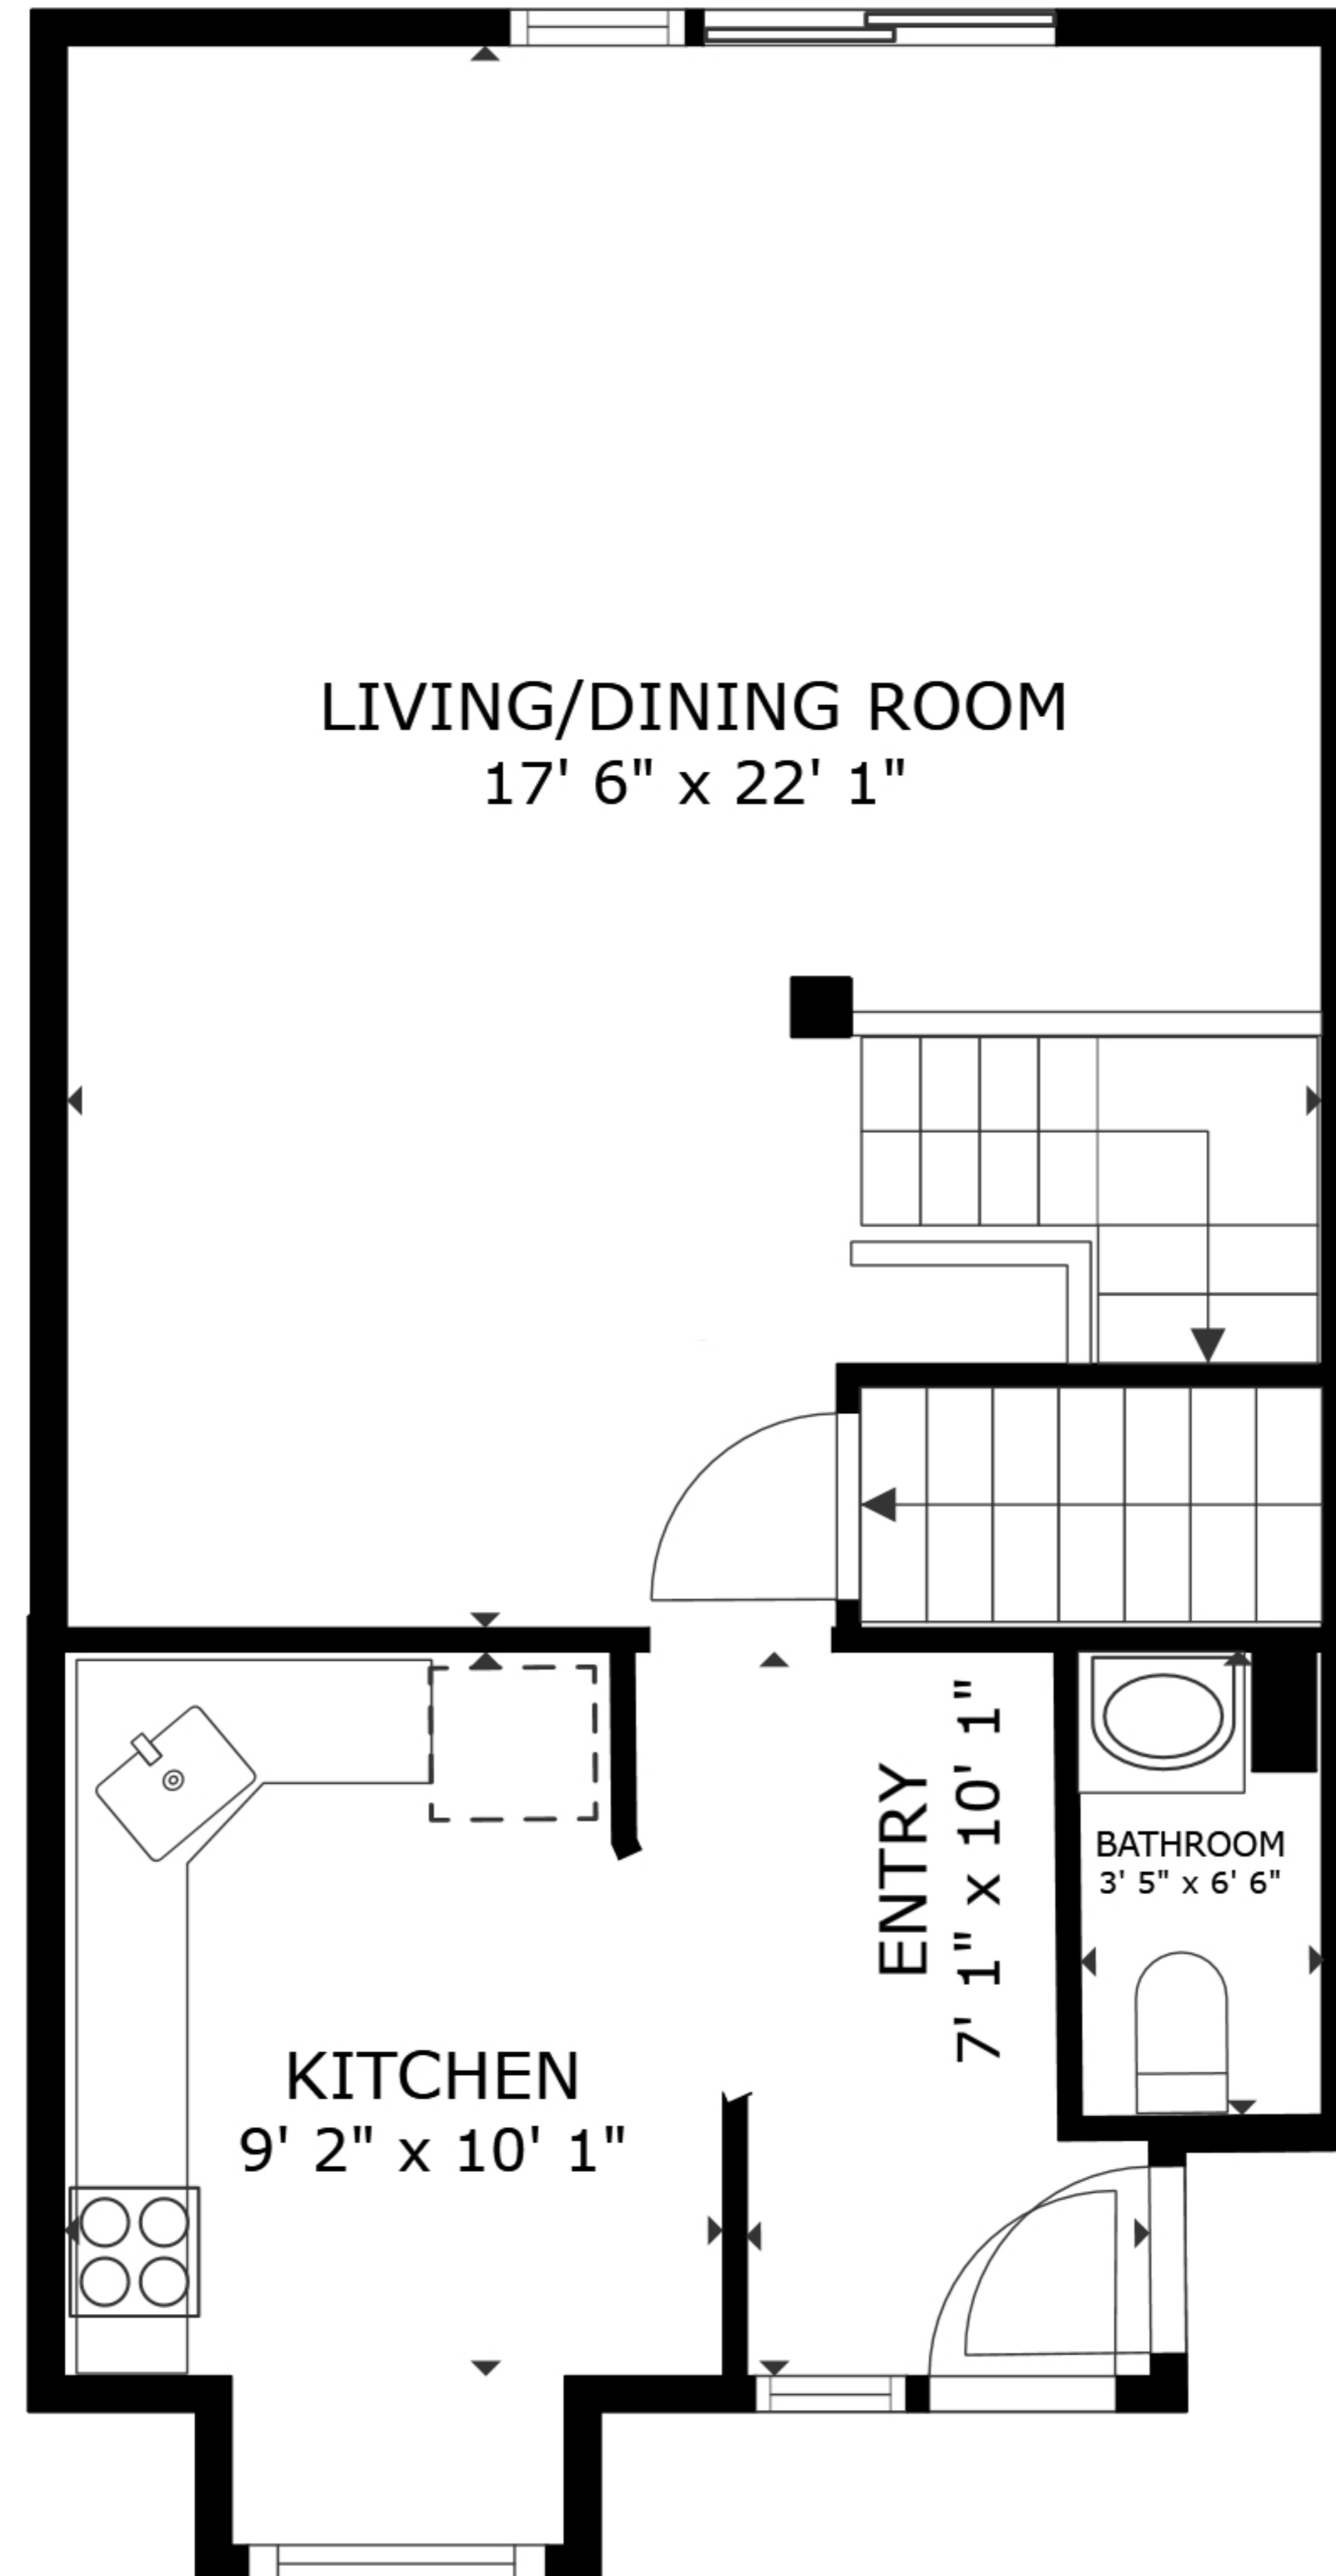 LIVING/DINING ROOM
17' 6" x 22' 1"
ENTRY
7' 1" x 10' 1"
BATHROOM
3' 5" x 6' 6"
KITCHEN
9' 2" x 10' 1"